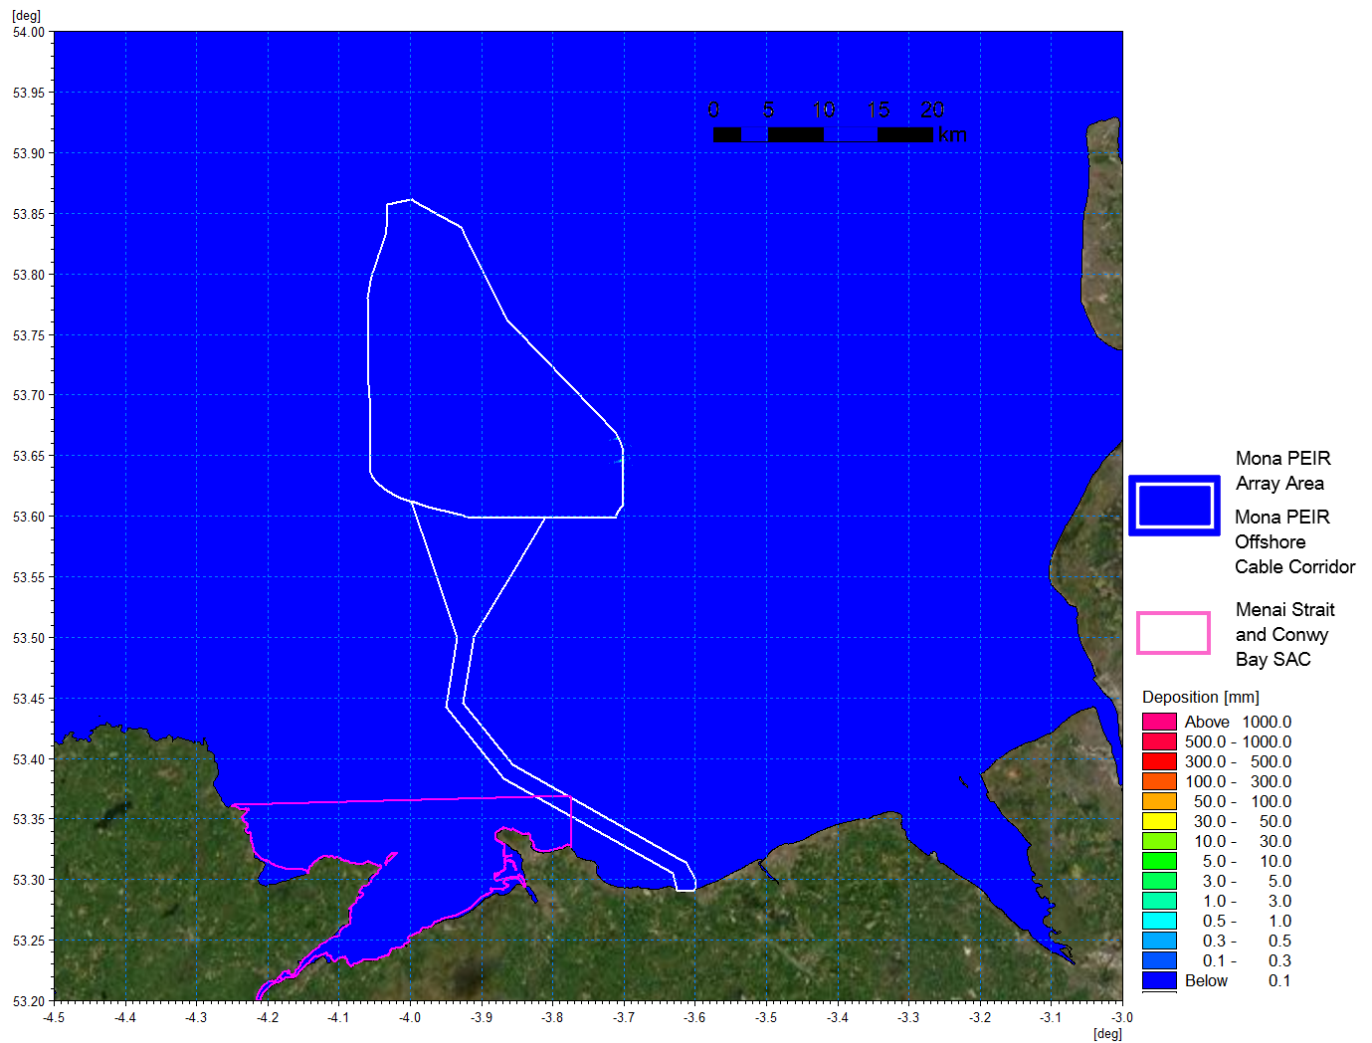 [deg]
54.00
53.95
53.90
53.85
53.80
53.75
53.70
53.65
53.60
53.55
53.50
53.45
53.40
53.35
53.30
53.25
53.20
-4.5 -4.4 -4.3 -4.2 -4.1 -4.0 -3.9 -3.8 -3.7 -3.6 -3.5 -3.4 -3.3 -3.2 -3.1 -3.0
[deg]
0 5 10 15 20
km
Mona PEIR
Array Area
Mona PEIR
Offshore
Cable Corridor
Menai Strait
and Conwy
Bay SAC
Deposition [mm]
Above 1000.0
500.0 - 1000.0
300.0 - 500.0
100.0 - 300.0
50.0 - 100.0
30.0 - 50.0
10.0 - 30.0
5.0 - 10.0
3.0 - 5.0
1.0 - 3.0
0.5 - 1.0
0.3 - 0.5
0.1 - 0.3
Below 0.1